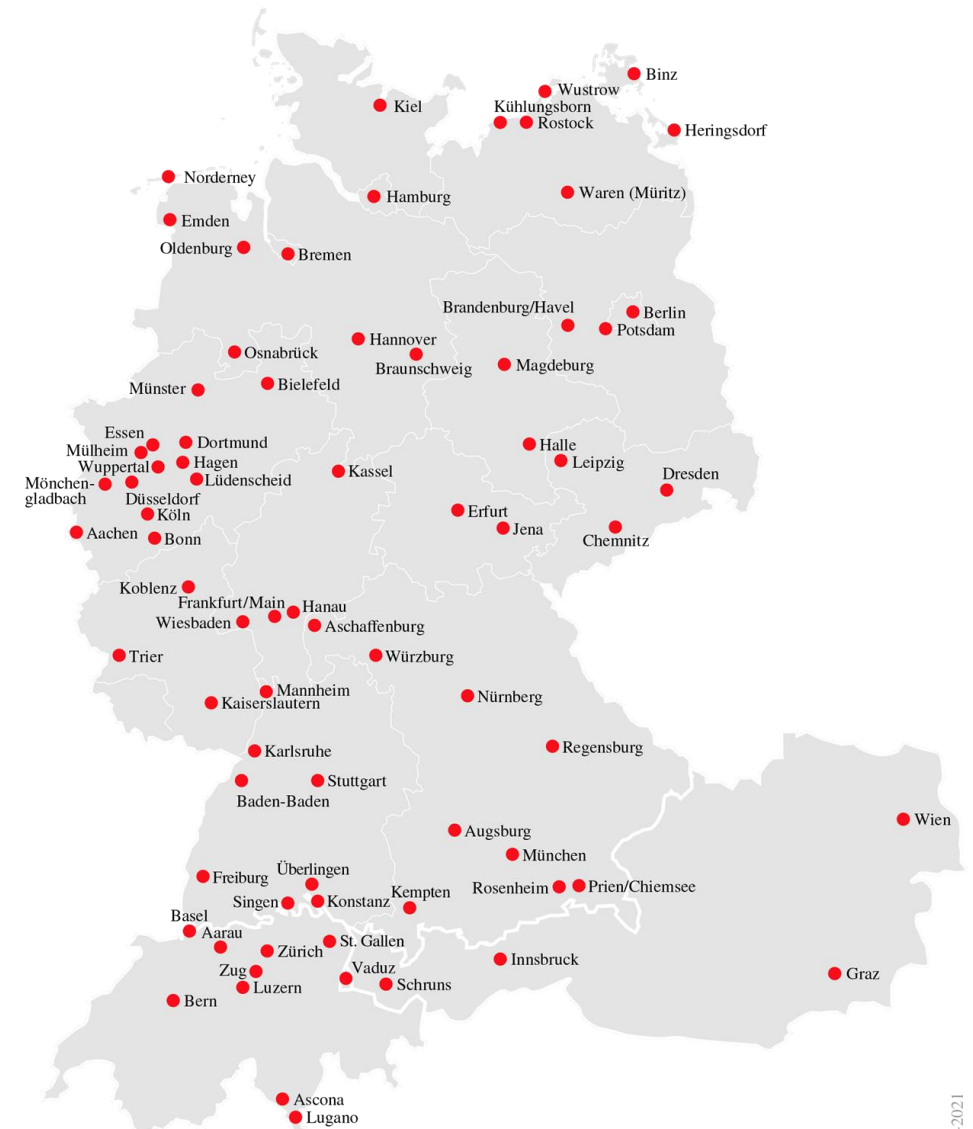 Binz
Wustrow
Kiel
Kühlungsborn
Rostock
Heringsdorf
Norderney
Hamburg
Waren (Müritz)
Emden
Oldenburg
Bremen
Brandenburg/Havel
Berlin
Potsdam
Hannover
Osnabrück
Braunschweig
Magdeburg
Münster
Bielefeld
Essen
Dortmund
Halle
Mülheim
Hagen
Leipzig
Wuppertal
Kassel
Dresden
Lüdenscheid
Mönchen-
gladbach
Düsseldorf
Köln
Erfurt
Jena
Aachen
Bonn
Chemnitz
Koblenz
Frankfurt/Main
Hanau
Wiesbaden
Aschaffenburg
Trier
Würzburg
Mannheim
Kaiserslautern
Nürnberg
Karlsruhe
Regensburg
Stuttgart
Baden-Baden
Wien
Augsburg
München
Überlingen
Freiburg
Rosenheim
Prien/Chiemsee
Kempten
Singen
Konstanz
Basel
Aarau
St. Gallen
Zürich
Innsbruck
Zug
Vaduz
Graz
Luzern
Schruns
Bern
Ascona
Lugano
-2021